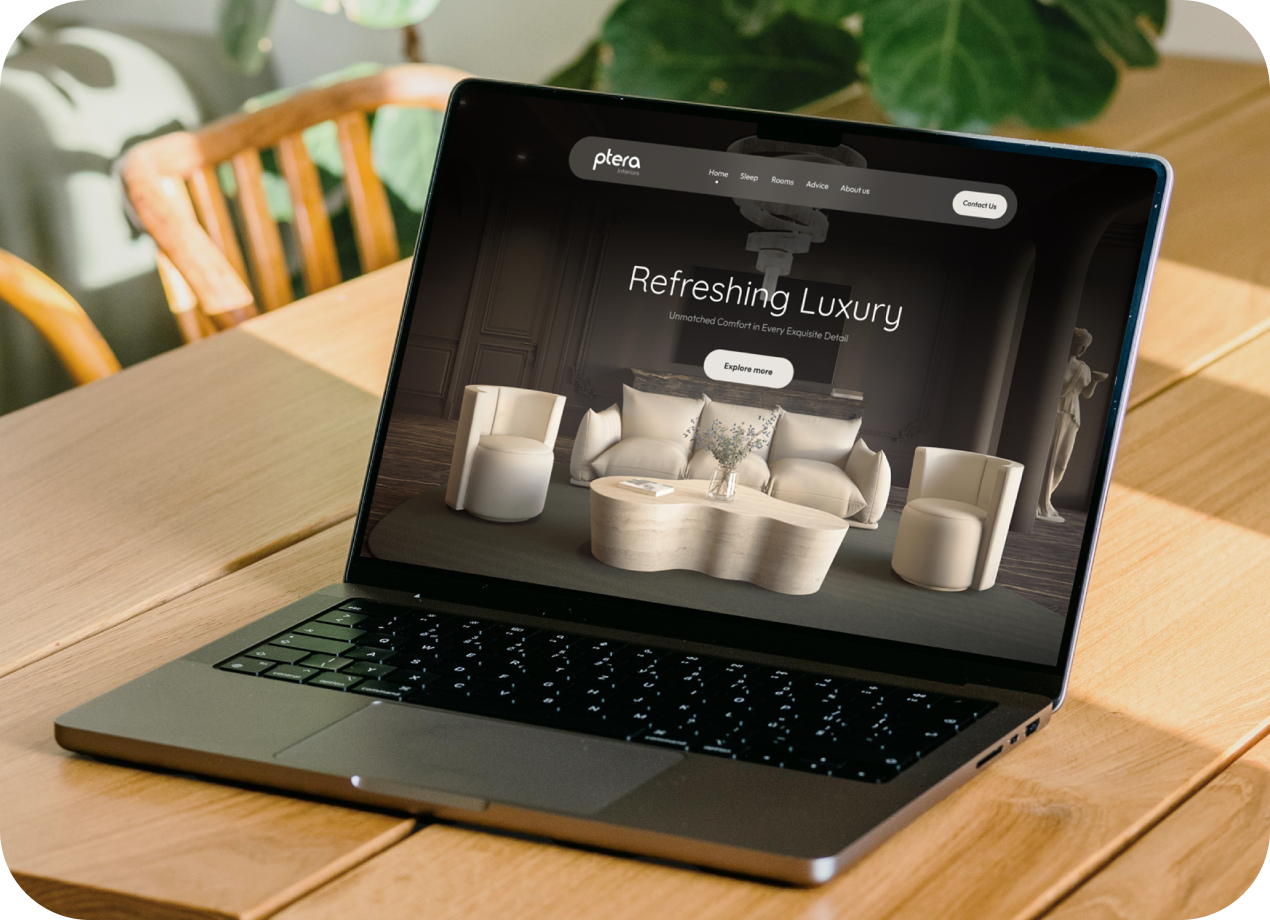 ptera
Interiors
Home Sleep Rooms Advice About us
Contact Us
Refreshing Luxury
Unmatched Comfort in Every Exquisite Detail
Explore more